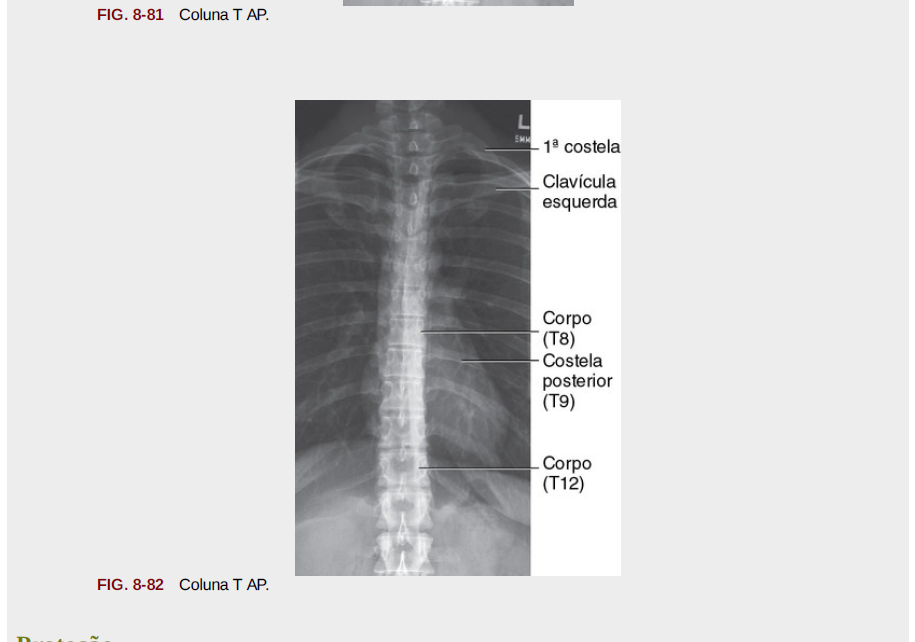 FIG. 8-81 Coluna T AP.
L
5MM
1ª costela
Clavícula
esquerda
Corpo
(T8)
Costela
posterior
(T9)
Corpo
(T12)
FIG. 8-82 Coluna T AP.